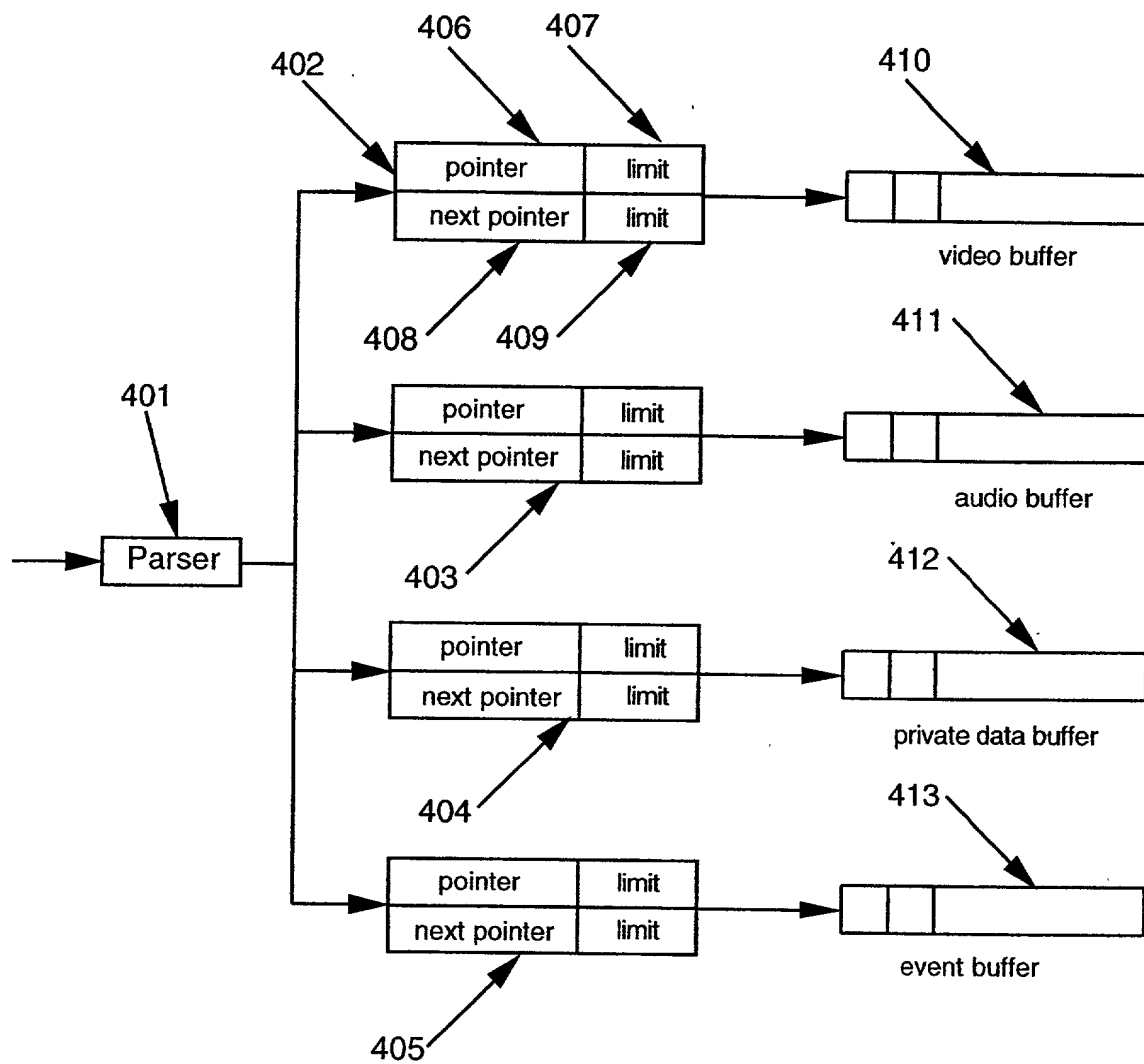 406
407
402
410
pointer limit
next pointer limit
video buffer
408
409
411
401
pointer limit
next pointer limit
audio buffer
Parser
403
412
pointer limit
next pointer limit
private data buffer
404
413
pointer limit
next pointer limit
event buffer
405